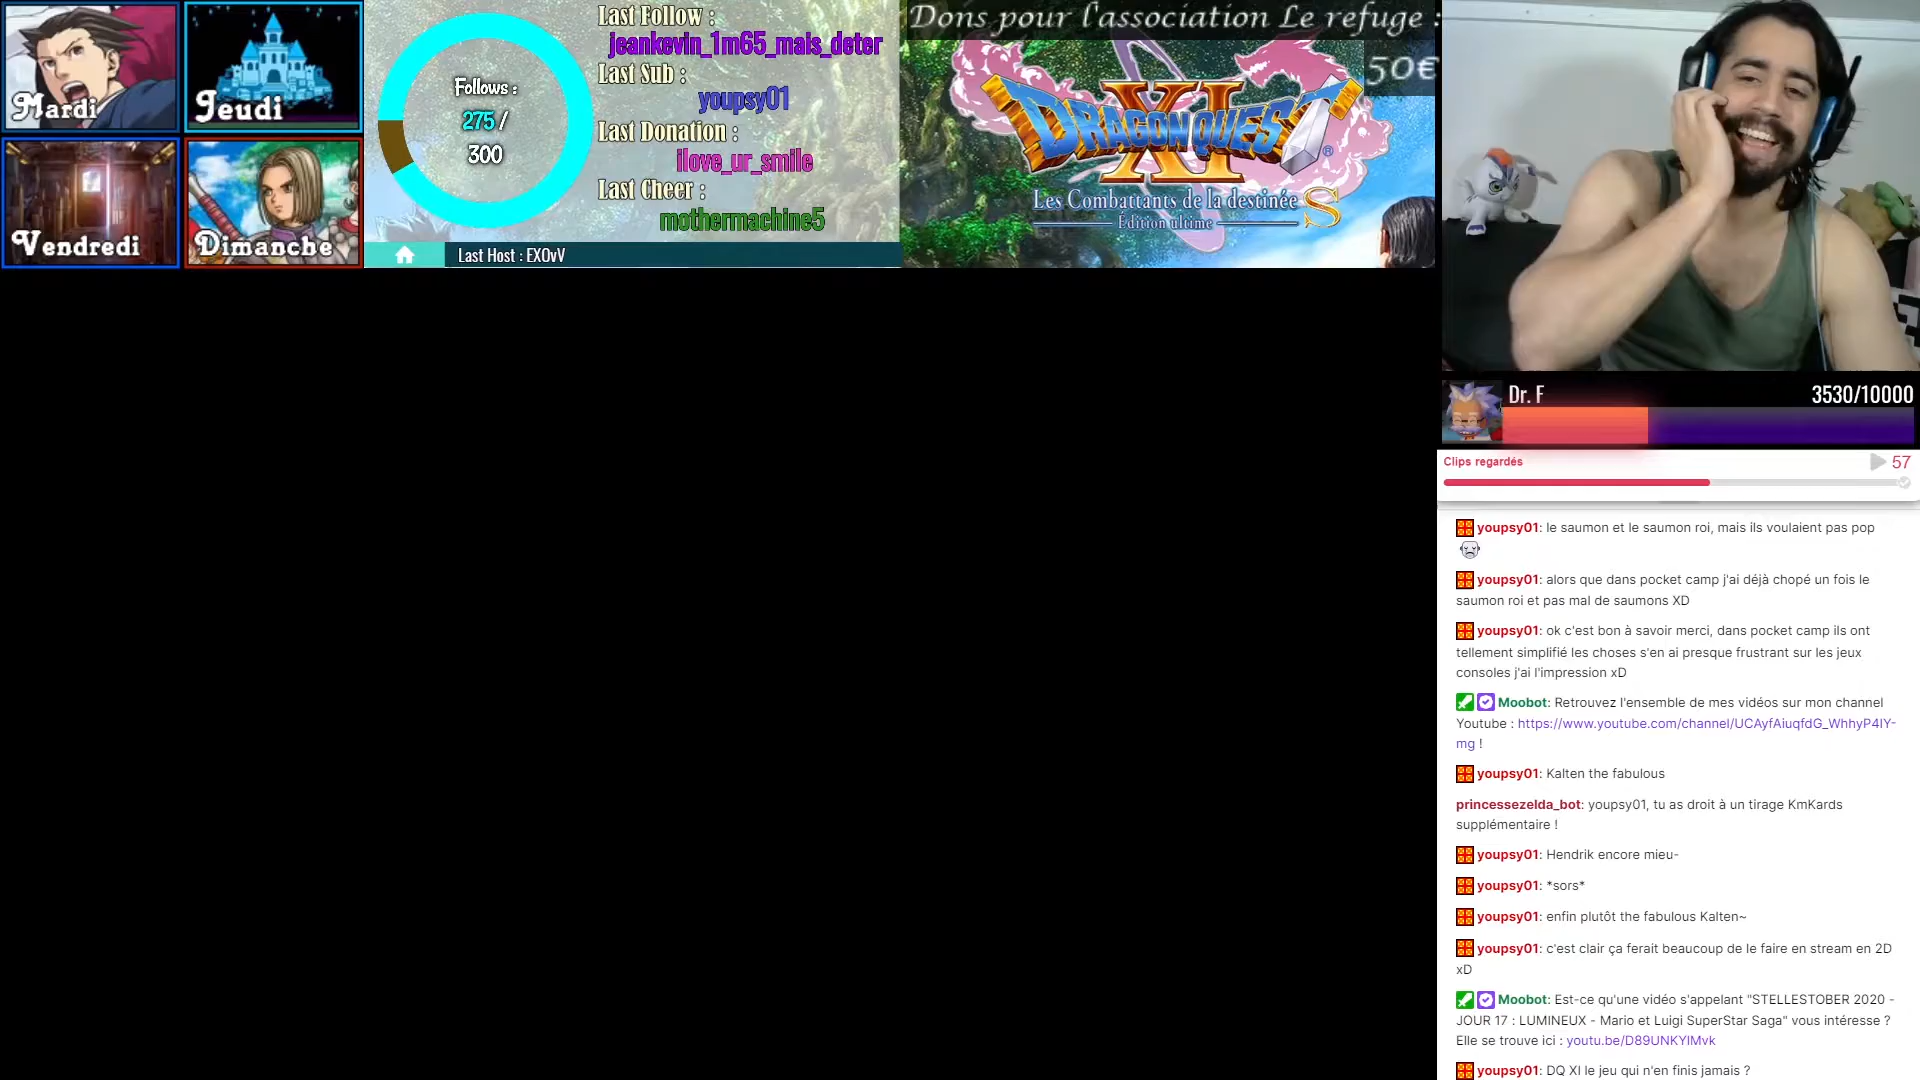 Mardi
Jeudi
Vendredi
Dimanche
Follows :
275 /
300
Last Follow :
jeankevin_1m65_mais_deter
Last Sub :
youpsy01
Last Donation :
ilove_ur_smile
Last Cheer :
mothermachine5
Last Host : EXOvV
Dons pour l'association Le refuge :
50€
DRAGON QUEST
XI
Les Combattants de la destinée S
Édition ultime
Dr. F
3530/10000
Clips regardés
57
youpsy01: le saumon et le saumon roi, mais ils voulaient pas pop
youpsy01: alors que dans pocket camp j'ai déjà chopé un fois le
saumon roi et pas mal de saumons XD
youpsy01: ok c'est bon à savoir merci, dans pocket camp ils ont
tellement simplifié les choses s'en ai presque frustrant sur les jeux
consoles j'ai l'impression xD
Moobot: Retrouvez l'ensemble de mes vidéos sur mon channel
Youtube : https://www.youtube.com/channel/UCAyfAiuqfdG_WhhyP4IY-
mg !
youpsy01: Kalten the fabulous
princessezelda_bot: youpsy01, tu as droit à un tirage KmKards
supplémentaire !
youpsy01: Hendrik encore mieu-
youpsy01: *sors*
youpsy01: enfin plutôt the fabulous Kalten~
youpsy01: c'est clair ça ferait beaucoup de le faire en stream en 2D
xD
Moobot: Est-ce qu'une vidéo s'appelant "STELLESTOBER 2020 -
JOUR 17 : LUMINEUX - Mario et Luigi SuperStar Saga" vous intéresse ?
Elle se trouve ici : youtu.be/D89UNKYIMvk
youpsy01: DQ XI le jeu qui n'en finis jamais ?